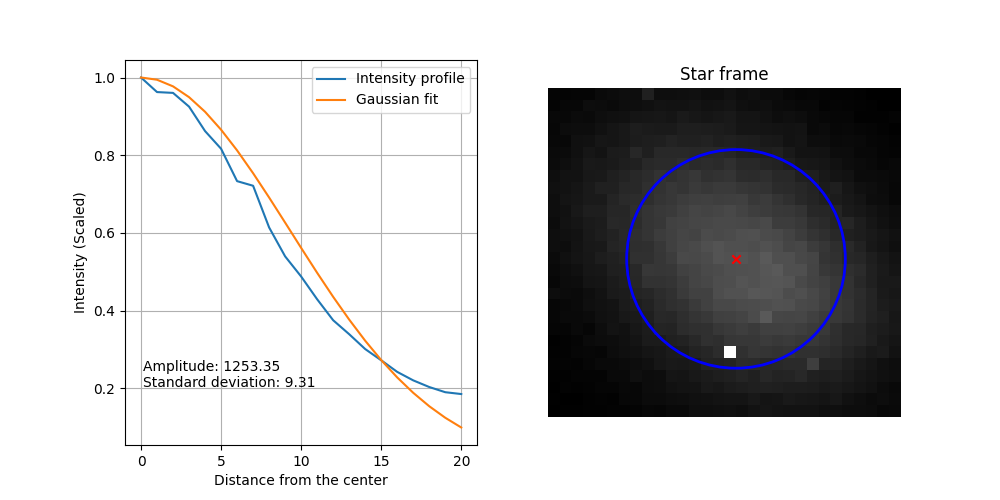 Star frame
Intensity profile
Gaussian fit
1.0
0.8
0.6
0.4
0.2
Intensity (Scaled)
Amplitude: 1253.35
Standard deviation: 9.31
0 5 10 15 20
Distance from the center